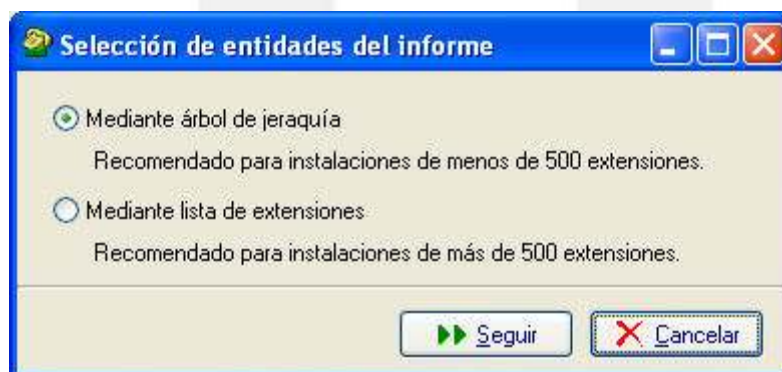 Selección de entidades del informe
Mediante árbol de jeraquía
Recomendado para instalaciones de menos de 500 extensiones.
Mediante lista de extensiones
Recomendado para instalaciones de más de 500 extensiones.
Seguir
Cancelar